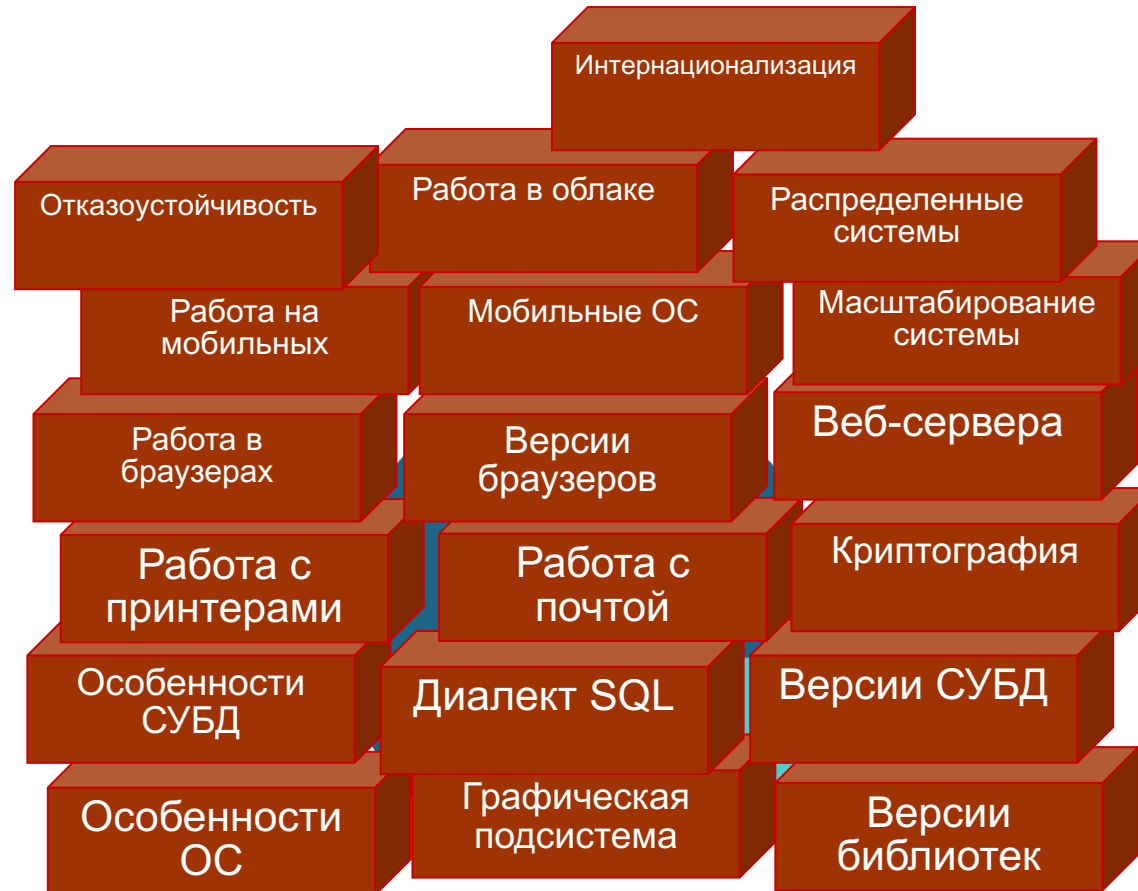 Интернационализация
Отказоустойчивость
Работа в облаке
Распределенные
системы
Работа на
мобильных
Мобильные ОС
Масштабирование
системы
Работа в
браузерах
Версии
браузеров
Веб-сервера
Работа с
принтерами
Работа с
почтой
Криптография
Особенности
СУБД
Диалект SQL
Версии СУБД
Особенности
ОС
Графическая
подсистема
Версии
библиотек